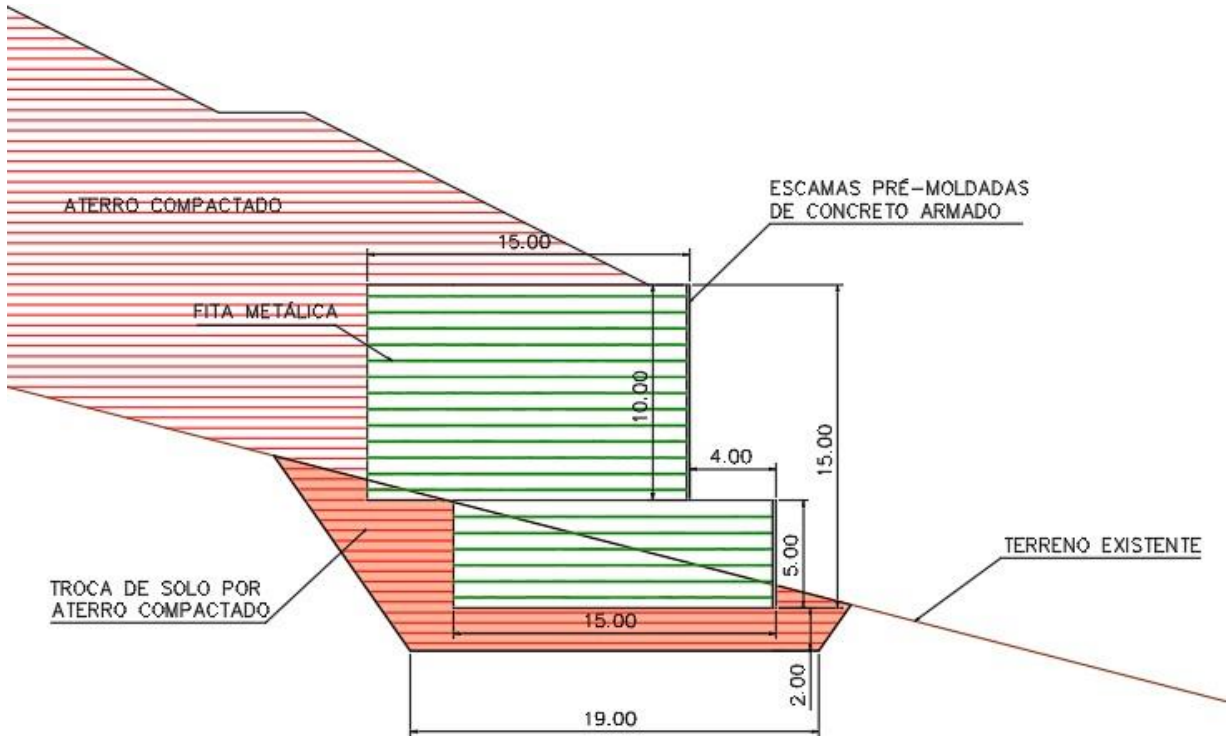 ATERRO COMPACTADO
ESCAMAS PRÉ-MOLDADAS
DE CONCRETO ARMADO
15.00
FITA METÁLICA
10.00
4.00
15.00
5.00
TERRENO EXISTENTE
TROCA DE SOLO POR
ATERRO COMPACTADO
15.00
2.00
19.00